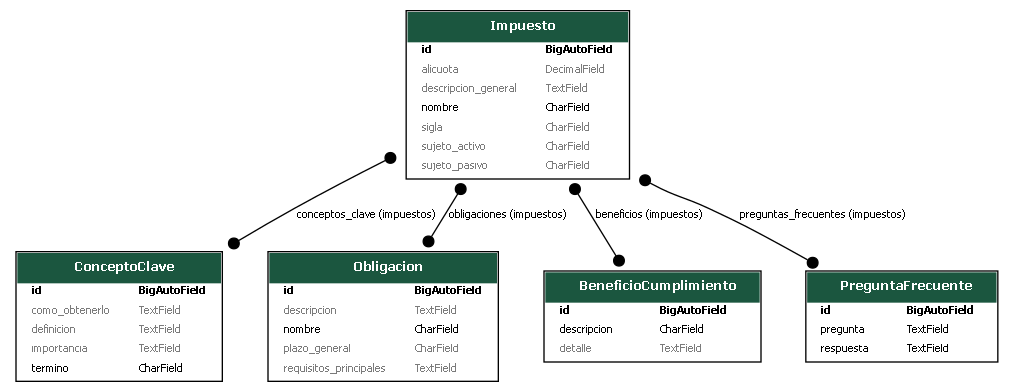 Impuesto
id BigAutoField
alicuota DecimalField
descripcion_general TextField
nombre CharField
sigla CharField
sujeto_activo CharField
sujeto_pasivo CharField
conceptos_clave (impuestos) obligaciones (impuestos) beneficios (impuestos) preguntas_frecuentes (impuestos)
ConceptoClave
id BigAutoField
como_obtenerlo TextField
definicion TextField
importancia TextField
termino CharField
Obligacion
id BigAutoField
descripcion TextField
nombre CharField
plazo_general CharField
requisitos_principales TextField
BeneficioCumplimiento
id BigAutoField
descripcion CharField
detalle TextField
PreguntaFrecuente
id BigAutoField
pregunta TextField
respuesta TextField